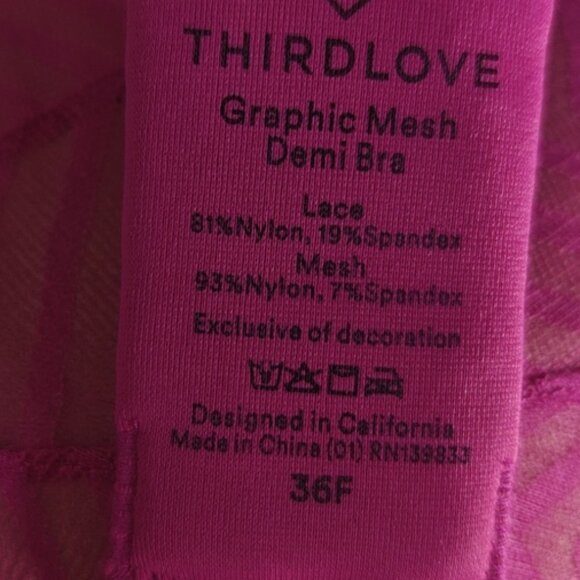 THIRDLOVE
Graphic Mesh
Demi Bra
Lace
81%Nylon, 19%Spandex
Mesh
93%Nylon, 7%Spandex
Exclusive of decoration
Designed in California
Made in China (01) RN139833
36F